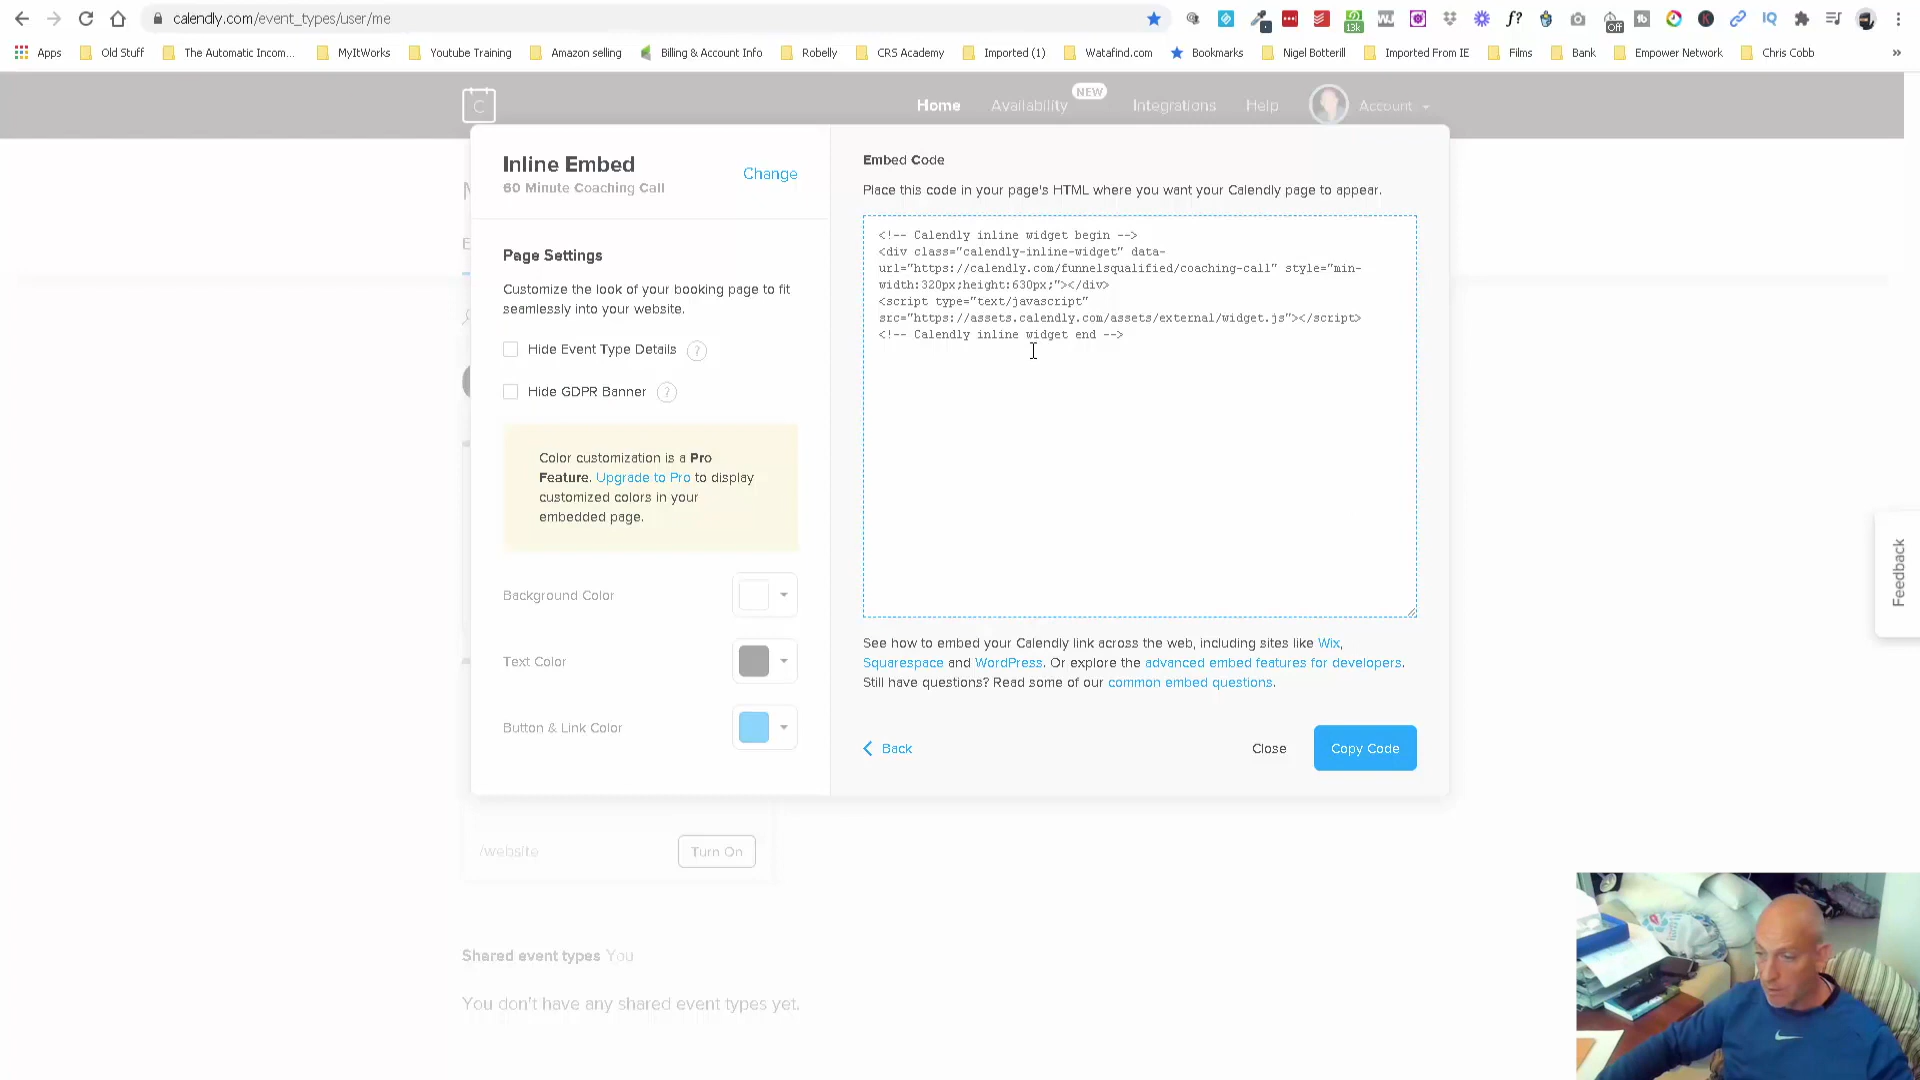 calendly.com/event_types/user/me
13k
Off
Apps
Old Stuff
The Automatic Incom...
MyItWorks
Youtube Training
Amazon selling
Billing & Account Info
Robelly
CRS Academy
Imported (1)
Watafind.com
Bookmarks
Nigel Botterill
Imported From IE
Films
Bank
Empower Network
Chris Cobb
»
Home
Availability
NEW
Integrations
Help
Account
Inline Embed
60 Minute Coaching Call
Change
Page Settings
Customize the look of your booking page to fit
seamlessly into your website.
Hide Event Type Details ?
Hide GDPR Banner ?
Color customization is a Pro
Feature. Upgrade to Pro to display
customized colors in your
embedded page.
Background Color
Text Color
Button & Link Color
Embed Code
Place this code in your page's HTML where you want your Calendly page to appear.
<!-- Calendly inline widget begin -->
<div class="calendly-inline-widget" data-
url="https://calendly.com/funnelsqualified/coaching-call" style="min-
width:320px;height:630px;"></div>
<script type="text/javascript"
src="https://assets.calendly.com/assets/external/widget.js"></script>
<!-- Calendly inline widget end -->
See how to embed your Calendly link across the web, including sites like Wix,
Squarespace and WordPress. Or explore the advanced embed features for developers.
Still have questions? Read some of our common embed questions.
Back
Close
Copy Code
Feedback
/website
Turn On
Shared event types You
You don't have any shared event types yet.